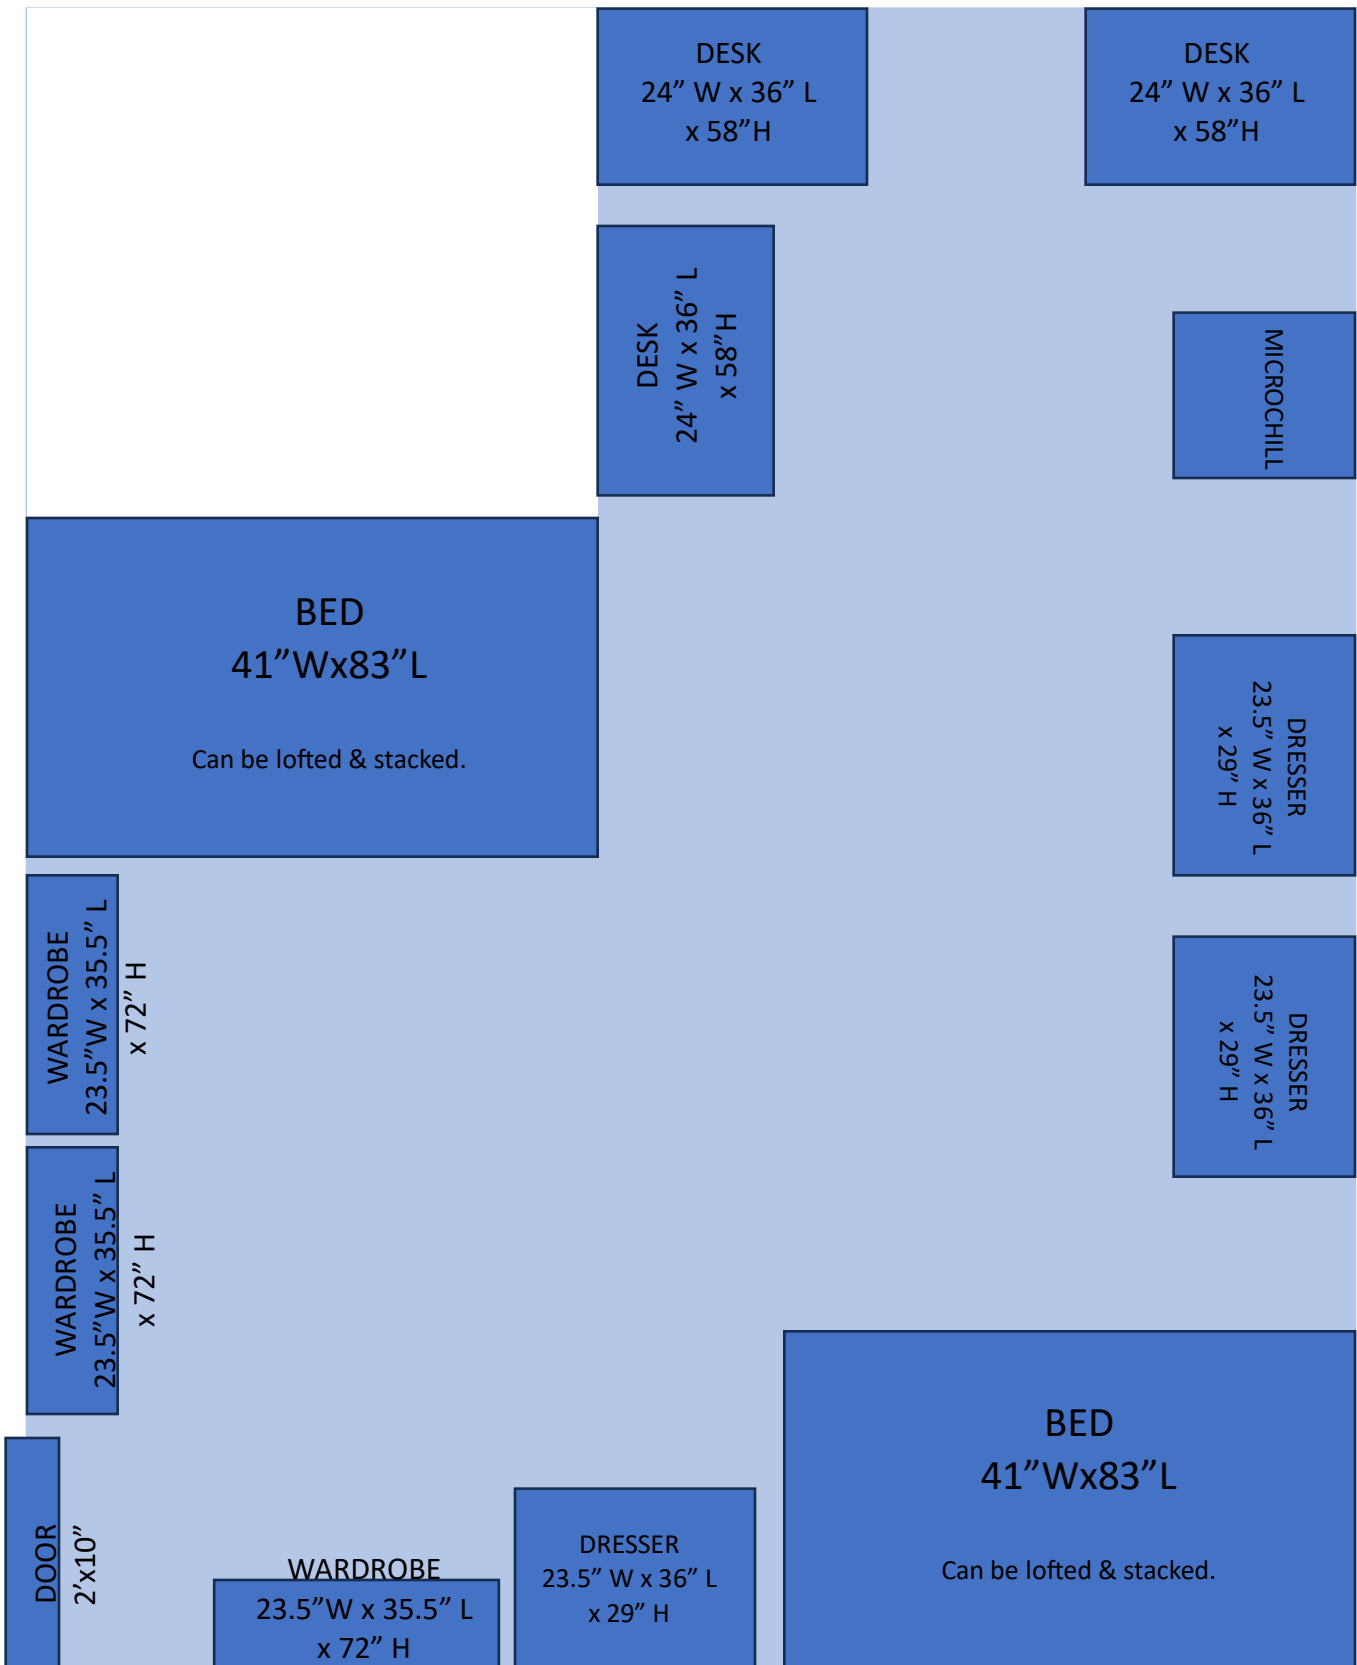 DESK
24” W x 36” L
x 58”H
DESK
24” W x 36” L
x 58”H
DESK
24” W x 36” L
x 58”H
MICROCHILL
BED
41”Wx83”L
Can be lofted & stacked.
DRESSER
23.5” W x 36” L
x 29” H
WARDROBE
23.5”W x 35.5” L
x 72” H
DRESSER
23.5” W x 36” L
x 29” H
WARDROBE
23.5”W x 35.5” L
x 72” H
BED
41”Wx83”L
Can be lofted & stacked.
DOOR
2’x10”
WARDROBE
23.5”W x 35.5” L
x 72” H
DRESSER
23.5” W x 36” L
x 29” H